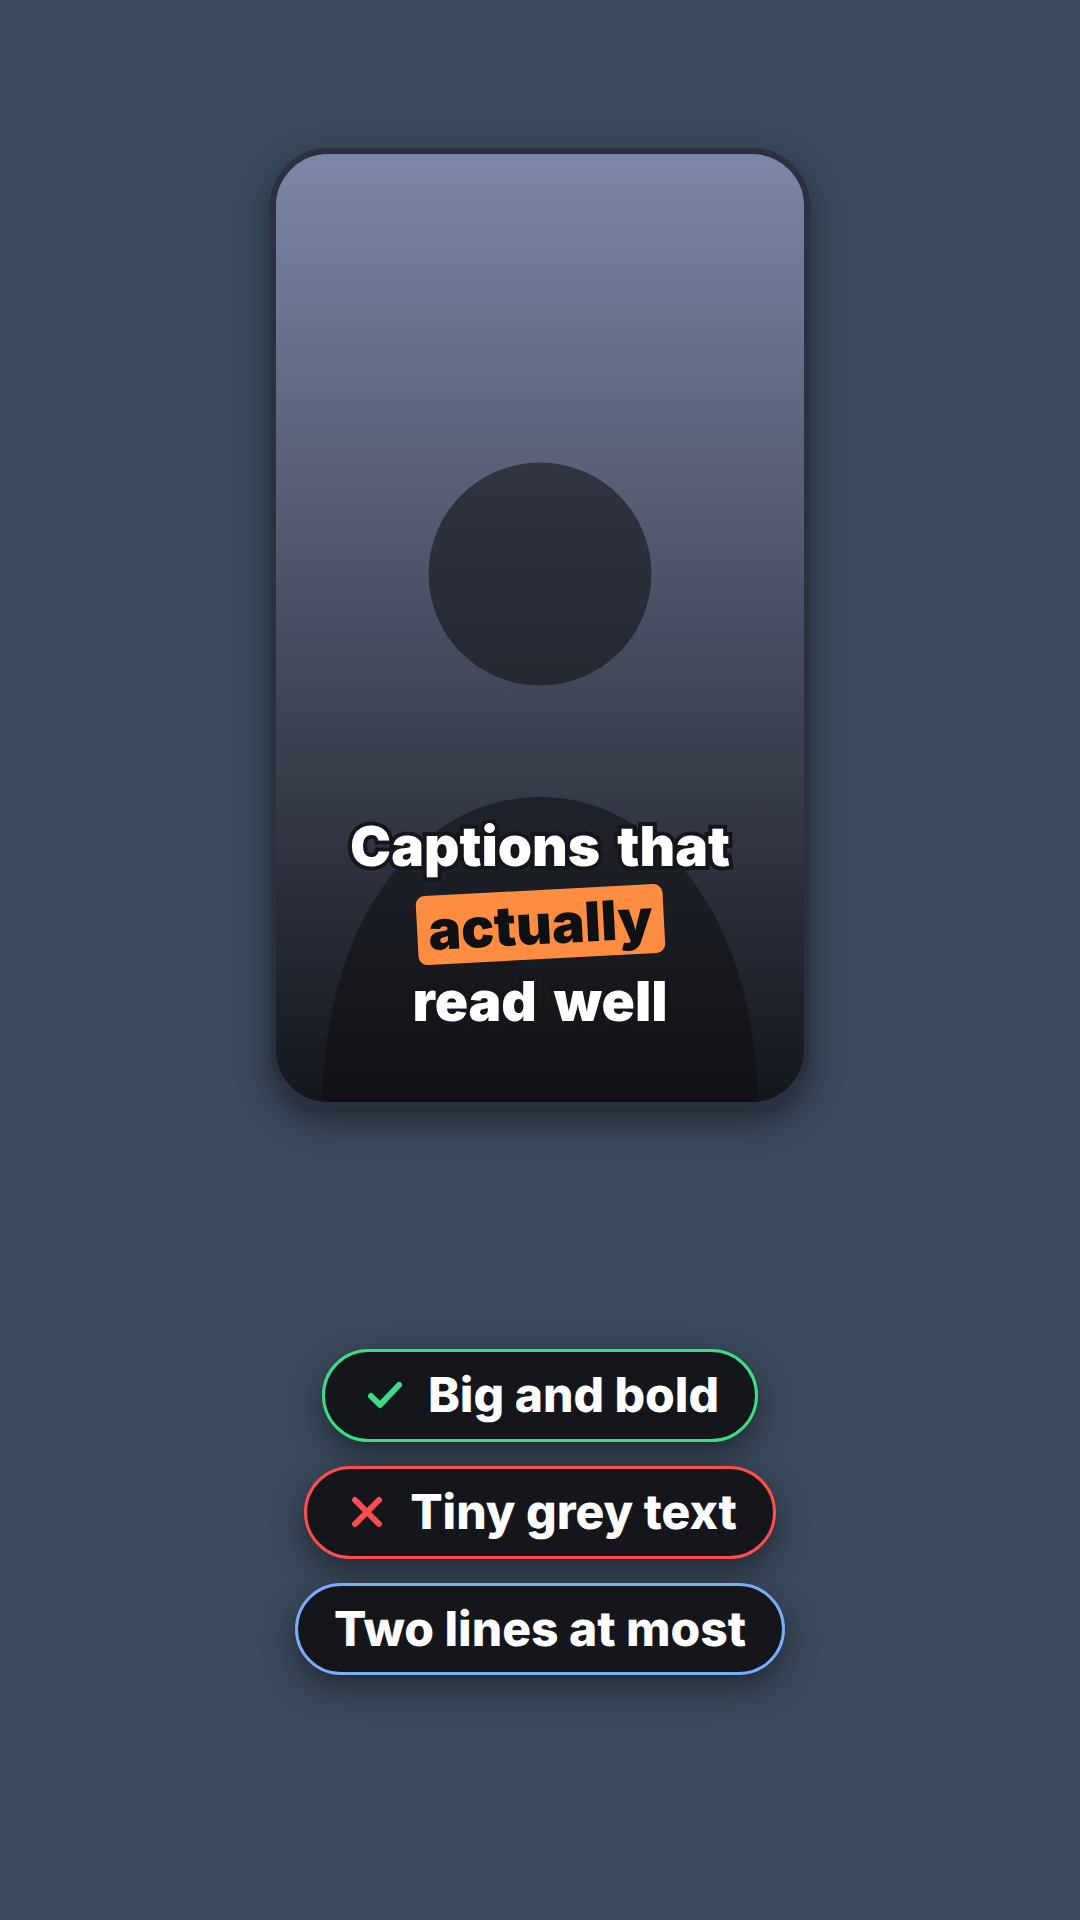 Captions that
actually
read well
Big and bold
Tiny grey text
Two lines at most